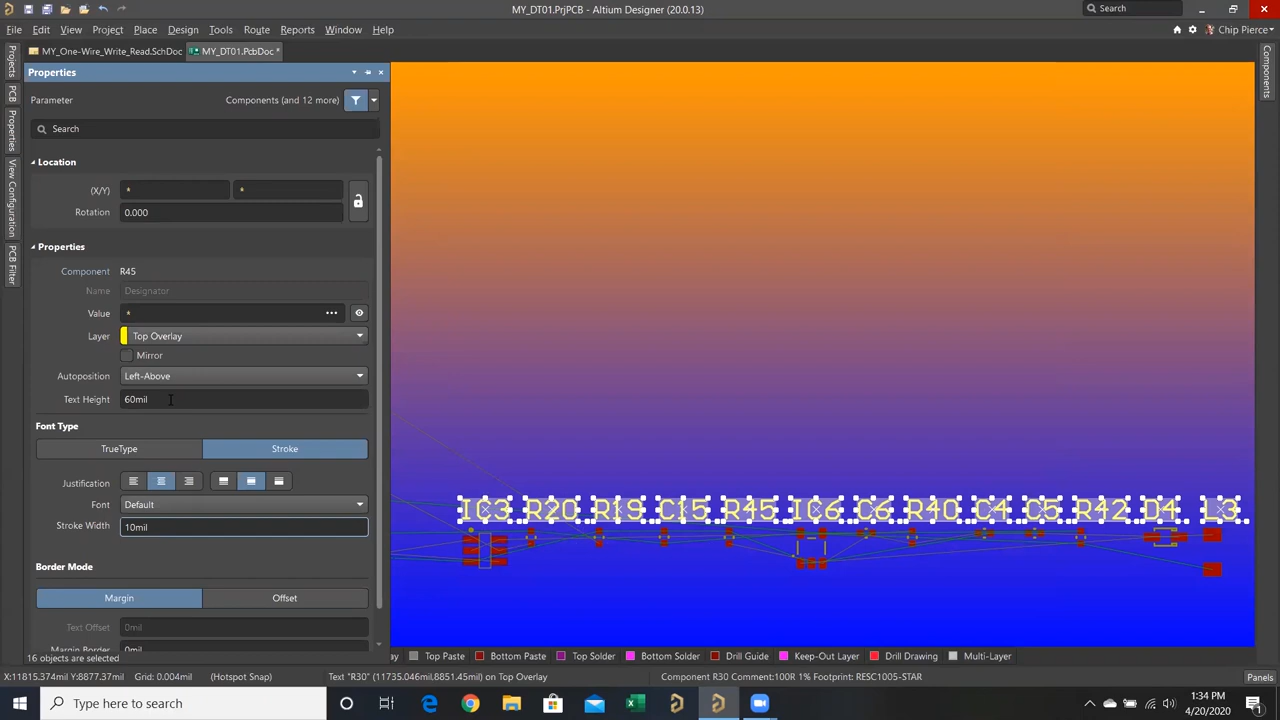 MY_DT01.PrjPCB - Altium Designer (20.0.13)
Search
File Edit View Project Place Design Tools Route Reports Window Help
Chip Pierce
MY_One-Wire_Write_Read.SchDoc
MY_DT01.PcbDoc *
Projects
PCB
Properties
View Configuration
PCB Filter
Components
Properties
Parameter
Components (and 12 more)
Search
Location
(X/Y) * *
Rotation 0.000
Properties
Component R45
Name Designator
Value * •••
Layer Top Overlay
Mirror
Autoposition Left-Above
Text Height 60mil
Font Type
TrueType Stroke
Justification
Font Default
Stroke Width 10mil
Border Mode
Margin Offset
Text Offset 0mil
Margin Border 0mil
16 objects are selected
IC3 R20 R19 C15 R45 IC6 C6 R40 C4 C5 R42 D4 L3
ay Top Paste Bottom Paste Top Solder Bottom Solder Drill Guide Keep-Out Layer Drill Drawing Multi-Layer
X:11815.374mil Y:8877.37mil Grid: 0.004mil (Hotspot Snap) Text "R30" (11735.046mil,8851.45mil) on Top Overlay Component R30 Comment:100R 1% Footprint: RESC1005-STAR Panels
Type here to search
1:34 PM
4/20/2020